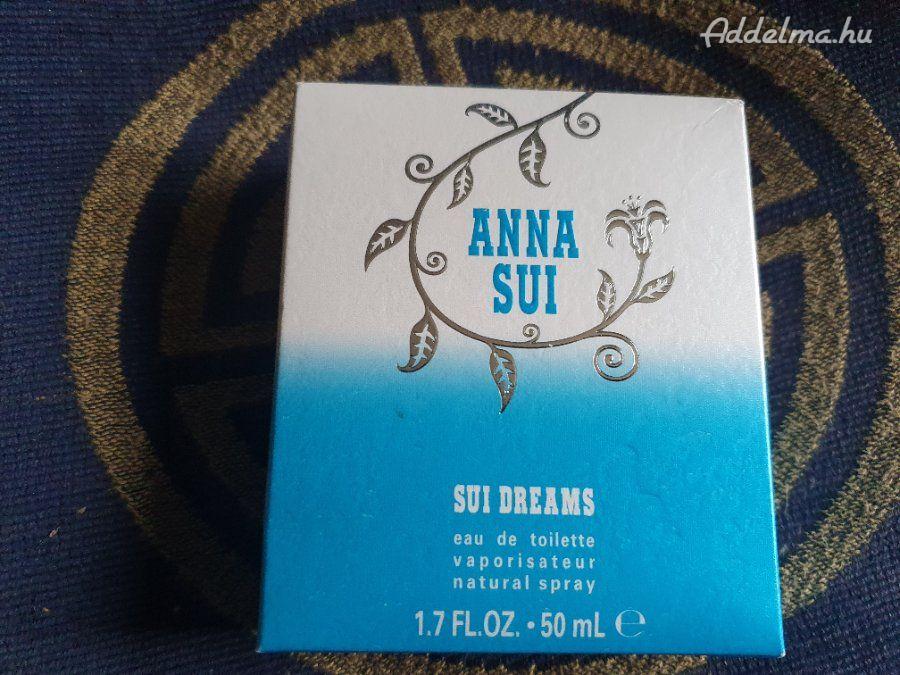 Addelma.hu
ANNA
SUI
SUI DREAMS
eau de toilette
vaporisateur
natural spray
1.7 FL.OZ. • 50 mL ℮